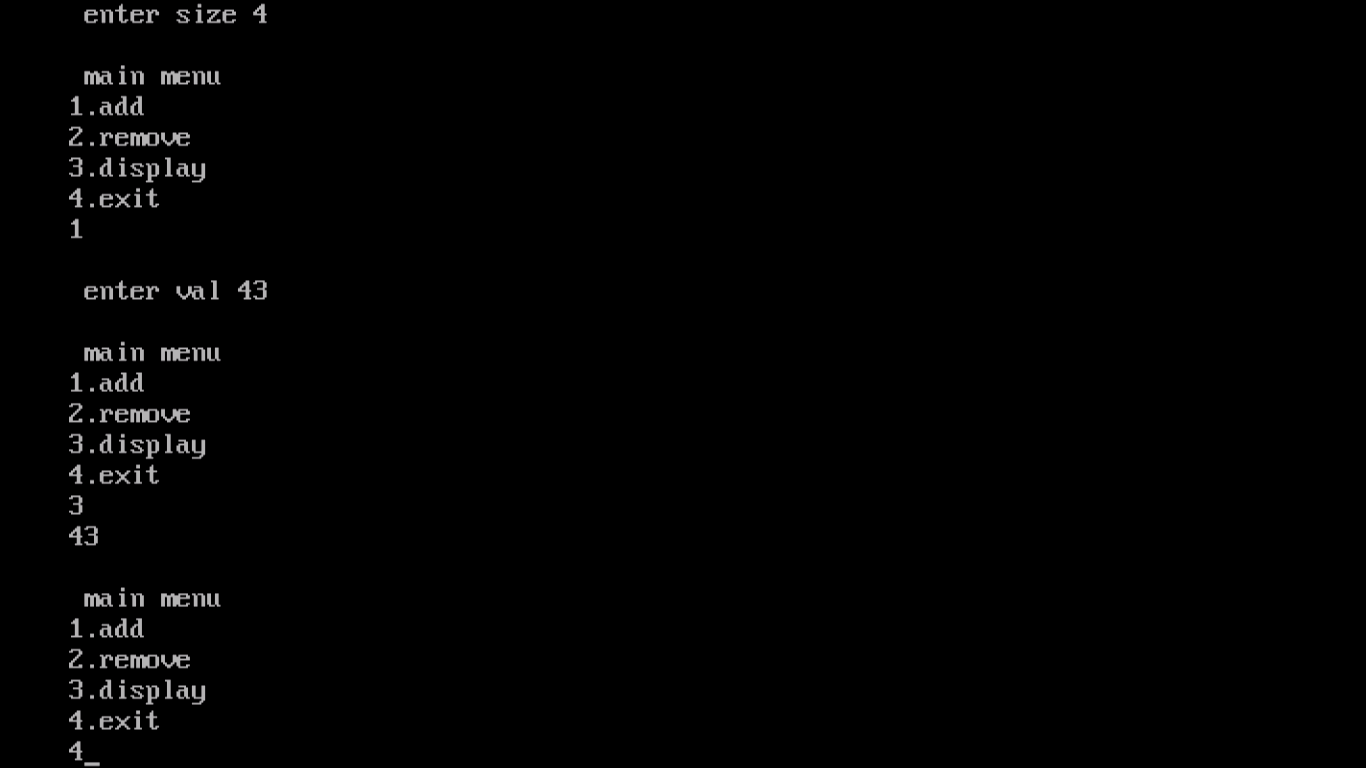 enter size 4
main menu
1.add
2.remove
3.display
4.exit
1
enter val 43
main menu
1.add
2.remove
3.display
4.exit
3
43
main menu
1.add
2.remove
3.display
4.exit
4_